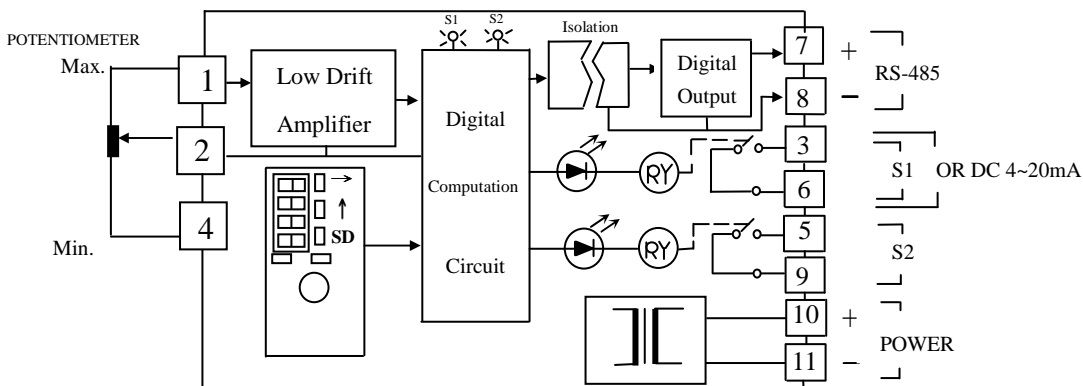 S1
S2
Isolation
POTENTIOMETER
Max.
1
Low Drift
Amplifier
Digital
Output
7
+
RS-485
8
−
2
Digital
Computation
Circuit
RY
3
S1
OR DC 4~20mA
6
4
Min.
SD
RY
5
S2
9
10
+
POWER
11
−